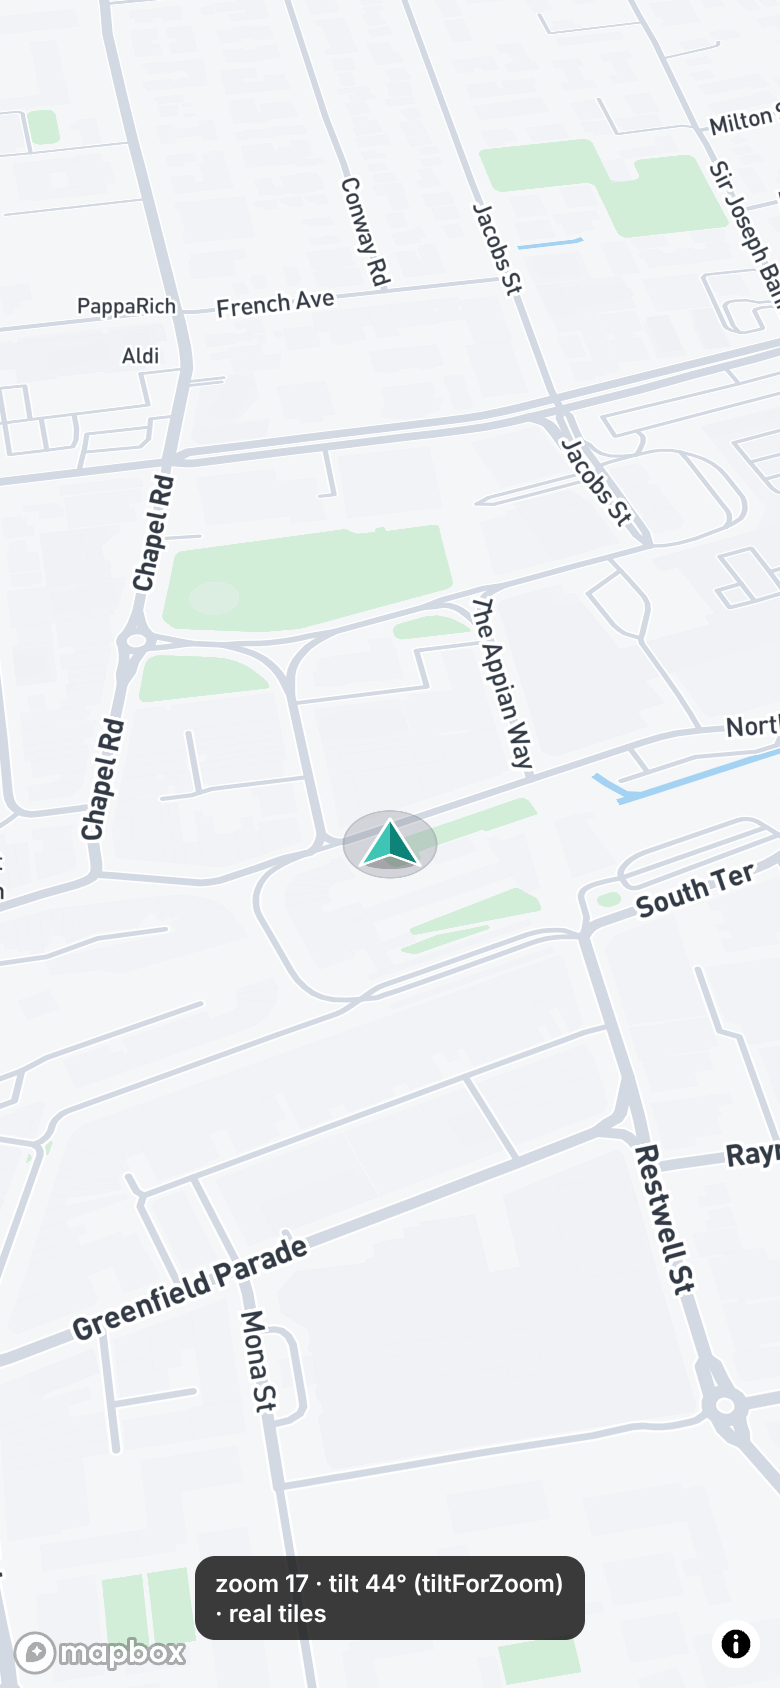 Milton
Conway Rd
Jacobs St
Sir Joseph Ban
PappaRich
French Ave
Aldi
Jacobs St
Chapel Rd
The Appian Way
Chapel Rd
Nort
South Ter
Restwell St
Rayn
Greenfield Parade
Mona St
zoom 17 · tilt 44° (tiltForZoom)
· real tiles
mapbox